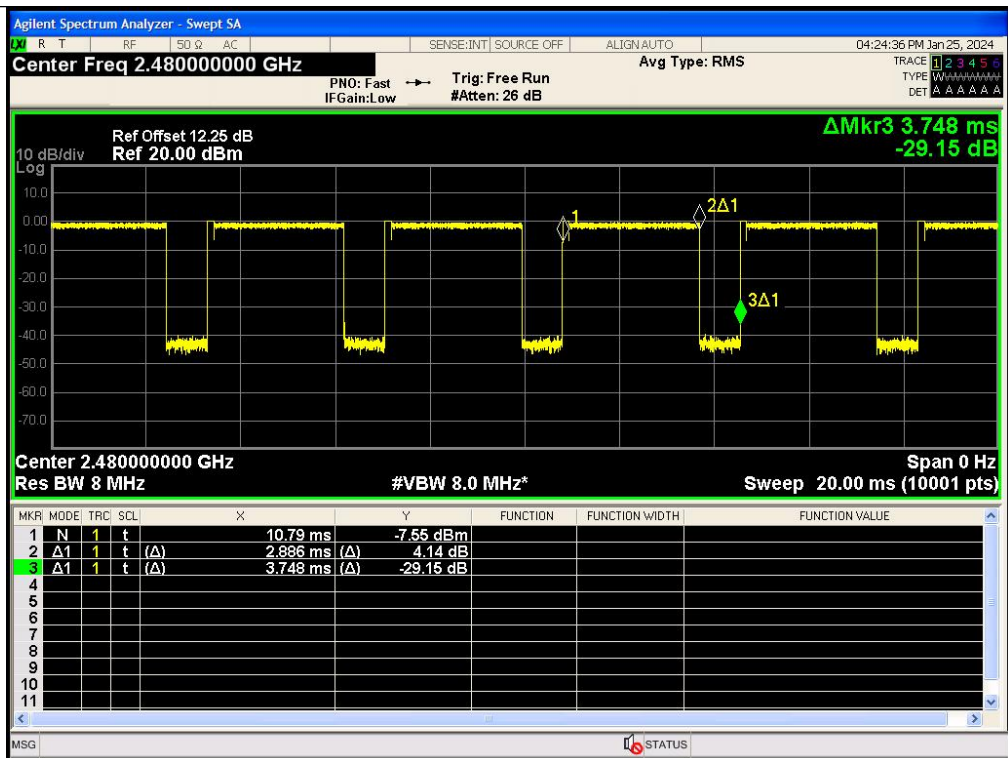 Agilent Spectrum Analyzer - Swept SA
LXI R T RF 50 Ω AC SENSE:INT SOURCE OFF ALIGN AUTO 04:24:36 PM Jan 25, 2024
Center Freq 2.480000000 GHz Avg Type: RMS TRACE 1 2 3 4 5 6
PNO: Fast Trig: Free Run TYPE W
IFGain:Low #Atten: 26 dB DET A A A A A A
ΔMkr3 3.748 ms
-29.15 dB
Ref Offset 12.25 dB
10 dB/div Ref 20.00 dBm
Log
10.0
0.00
-10.0
-20.0
-30.0
-40.0
-50.0
-60.0
-70.0
1
2Δ1
3Δ1
Center 2.480000000 GHz Span 0 Hz
Res BW 8 MHz #VBW 8.0 MHz* Sweep 20.00 ms (10001 pts)
MKR MODE TRC SCL X Y FUNCTION FUNCTION WIDTH FUNCTION VALUE
1 N 1 t 10.79 ms -7.55 dBm
2 Δ1 1 t (Δ) 2.886 ms (Δ) 4.14 dB
3 Δ1 1 t (Δ) 3.748 ms (Δ) -29.15 dB
4
5
6
7
8
9
10
11
MSG STATUS